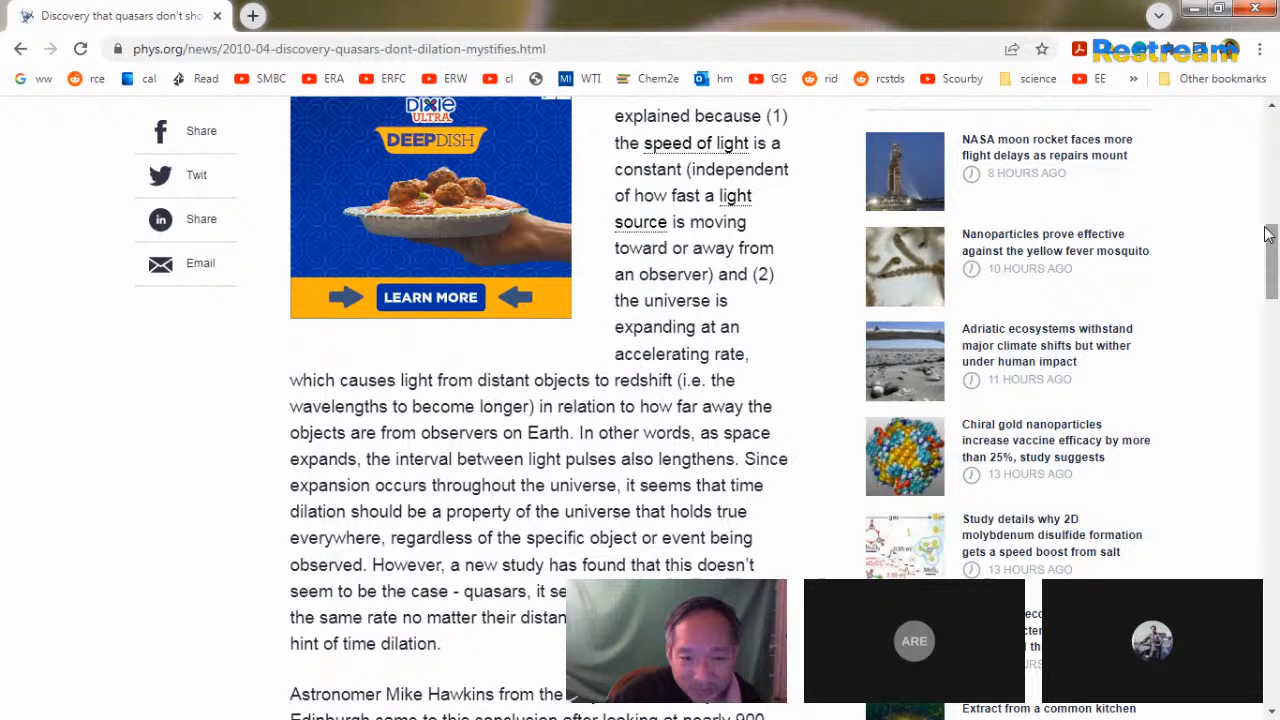 Discovery that quasars don't sho
phys.org/news/2010-04-discovery-quasars-dont-dilation-mystifies.html
Restream
ww
rce
cal
Read
SMBC
ERA
ERFC
ERW
cl
WTI
Chem2e
hm
GG
rid
rcstds
Scourby
science
EE
»
Other bookmarks
Share
Twit
Share
Email
DIXIE
ULTRA
DEEPDISH
LEARN MORE
explained because (1)
the speed of light is a
constant (independent
of how fast a light
source is moving
toward or away from
an observer) and (2)
the universe is
expanding at an
accelerating rate,
which causes light from distant objects to redshift (i.e. the
wavelengths to become longer) in relation to how far away the
objects are from observers on Earth. In other words, as space
expands, the interval between light pulses also lengthens. Since
expansion occurs throughout the universe, it seems that time
dilation should be a property of the universe that holds true
everywhere, regardless of the specific object or event being
observed. However, a new study has found that this doesn't
seem to be the case - quasars, it se
the same rate no matter their distan
hint of time dilation.
Astronomer Mike Hawkins from the
Edinburgh came to this conclusion after looking at nearly 900
NASA moon rocket faces more
flight delays as repairs mount
8 HOURS AGO
Nanoparticles prove effective
against the yellow fever mosquito
10 HOURS AGO
Adriatic ecosystems withstand
major climate shifts but wither
under human impact
11 HOURS AGO
Chiral gold nanoparticles
increase vaccine efficacy by more
than 25%, study suggests
13 HOURS AGO
Study details why 2D
molybdenum disulfide formation
gets a speed boost from salt
13 HOURS AGO
Extract from a common kitchen
ARE